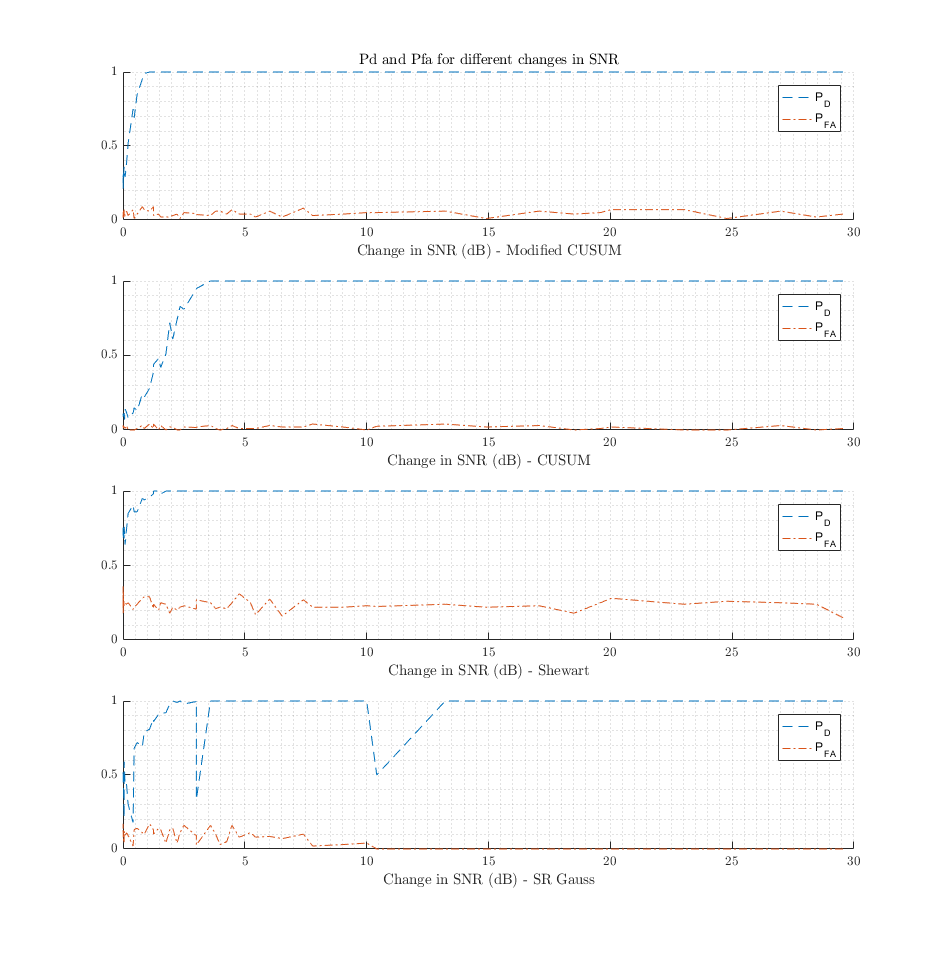 Pd and Pfa for different changes in SNR
1
0.5
0
P_D
P_FA
0 5 10 15 20 25 30
Change in SNR (dB) - Modified CUSUM
1
0.5
0
P_D
P_FA
0 5 10 15 20 25 30
Change in SNR (dB) - CUSUM
1
0.5
0
P_D
P_FA
0 5 10 15 20 25 30
Change in SNR (dB) - Shewart
1
0.5
0
P_D
P_FA
0 5 10 15 20 25 30
Change in SNR (dB) - SR Gauss